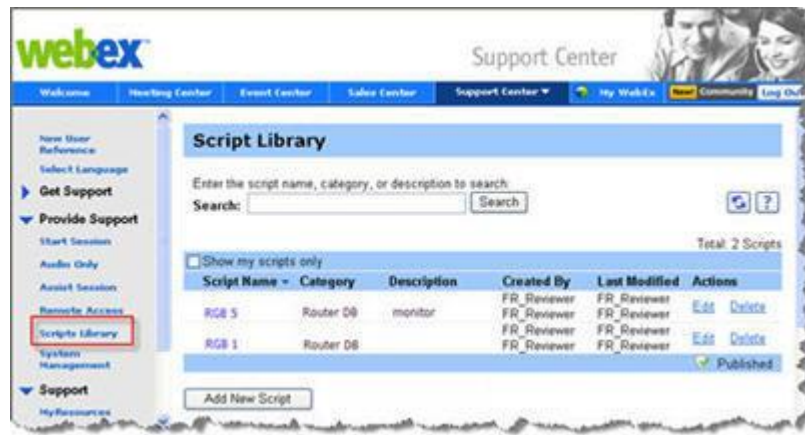 webex
Support Center
Welcome Meeting Center Event Center Sales Center Support Center ▼ My WebEx New! Community Log Out
New User
Reference
Select Language
Get Support
Provide Support
Start Session
Audio Only
Assist Session
Remote Access
Scripts Library
System
Management
Support
MyResources
Script Library
Enter the script name, category, or description to search:
Search: Search ?
Total: 2 Scripts
Show my scripts only
Script Name Category Description Created By Last Modified Actions
RGB 5 Router DB monitor FR_Reviewer FR_Reviewer Edit Delete
FR_Reviewer FR_Reviewer
RGB 1 Router DB FR_Reviewer FR_Reviewer Edit Delete
FR_Reviewer FR_Reviewer
Published
Add New Script